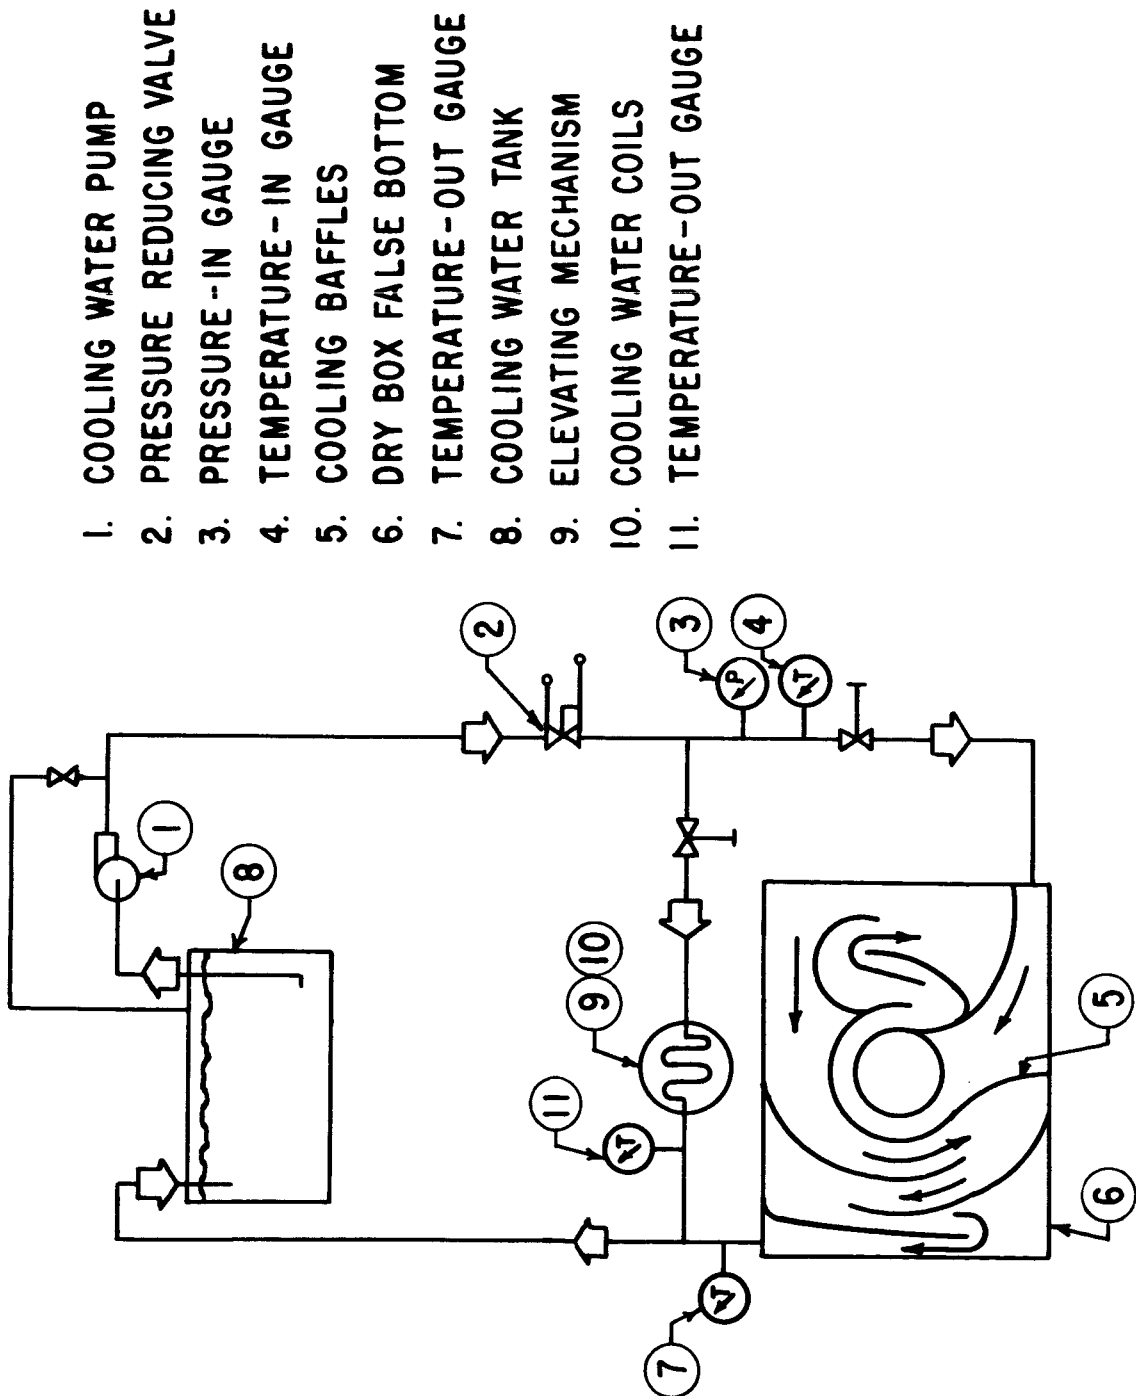 1. COOLING WATER PUMP
2. PRESSURE REDUCING VALVE
3. PRESSURE-IN GAUGE
4. TEMPERATURE-IN GAUGE
5. COOLING BAFFLES
6. DRY BOX FALSE BOTTOM
7. TEMPERATURE-OUT GAUGE
8. COOLING WATER TANK
9. ELEVATING MECHANISM
10. COOLING WATER COILS
11. TEMPERATURE-OUT GAUGE
1
8
2
3
P
4
T
9
10
11
T
7
T
5
6